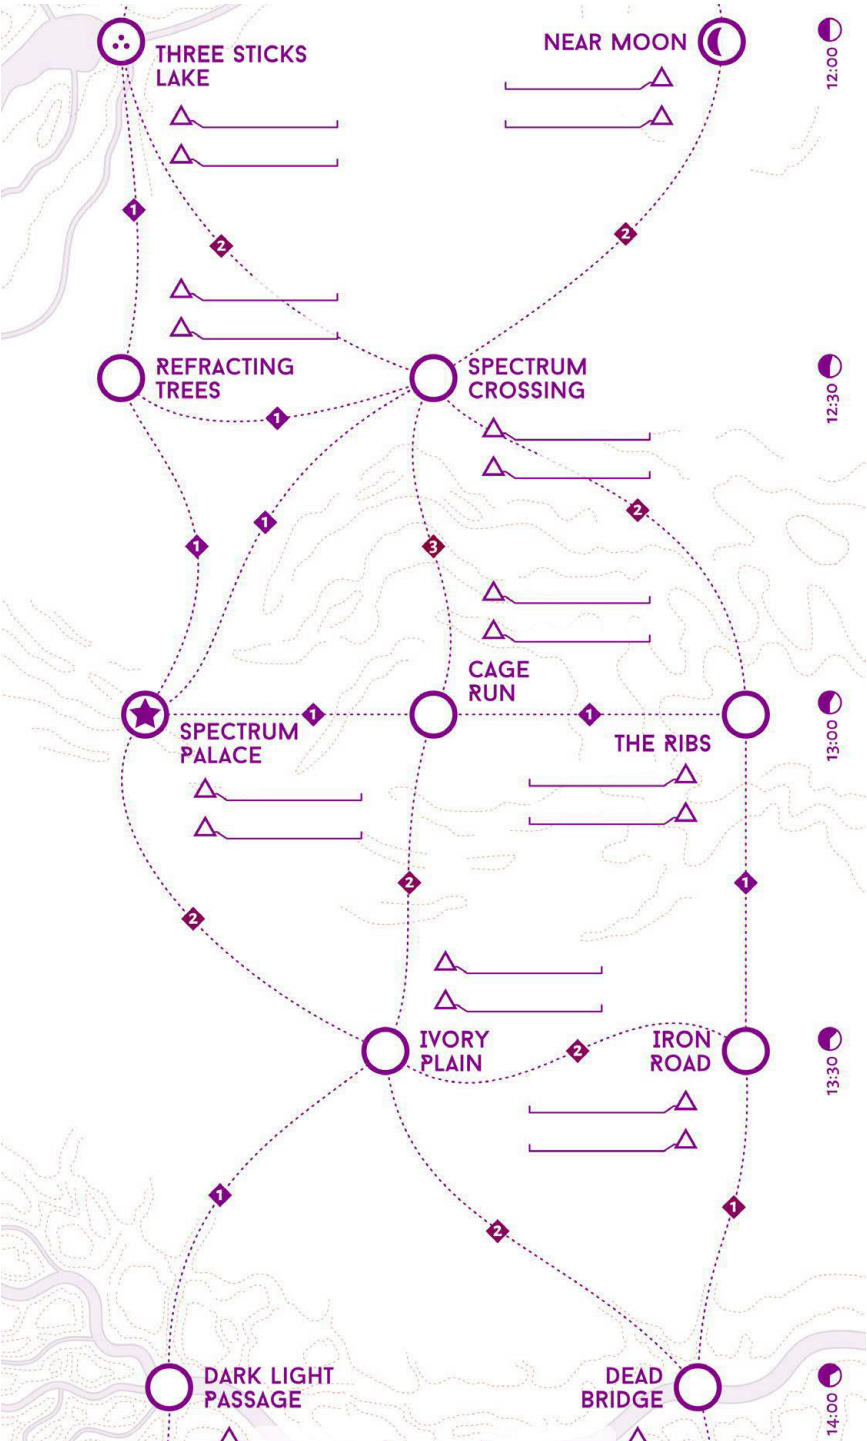 THREE STICKS
LAKE
NEAR MOON
12:00
1
2
2
REFRACTING
TREES
SPECTRUM
CROSSING
12:30
1
1
1
2
3
CAGE
RUN
SPECTRUM
PALACE
1
1
THE RIBS
13:00
2
1
2
IVORY
PLAIN
2
IRON
ROAD
13:30
1
1
2
DARK LIGHT
PASSAGE
DEAD
BRIDGE
14:00